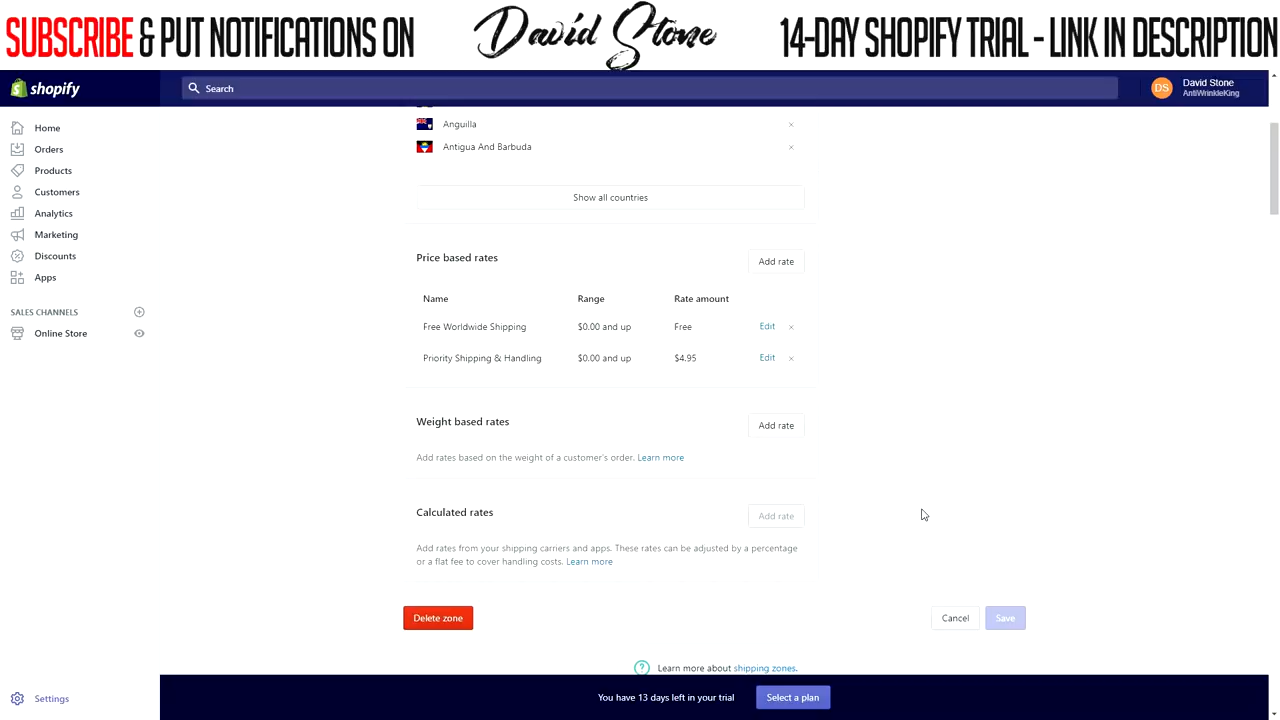 SUBSCRIBE & PUT NOTIFICATIONS ON
David Stone
14-DAY SHOPIFY TRIAL - LINK IN DESCRIPTION
shopify
Search
DS
David Stone
AntiWrinkleKing
Home
Orders
Products
Customers
Analytics
Marketing
Discounts
Apps
SALES CHANNELS
Online Store
Settings
Anguilla
Antigua And Barbuda
Show all countries
Price based rates
Add rate
Name Range Rate amount
Free Worldwide Shipping $0.00 and up Free Edit
Priority Shipping & Handling $0.00 and up $4.95 Edit
Weight based rates
Add rate
Add rates based on the weight of a customer's order. Learn more
Calculated rates
Add rate
Add rates from your shipping carriers and apps. These rates can be adjusted by a percentage
or a flat fee to cover handling costs. Learn more
Delete zone
Cancel
Save
? Learn more about shipping zones.
You have 13 days left in your trial
Select a plan